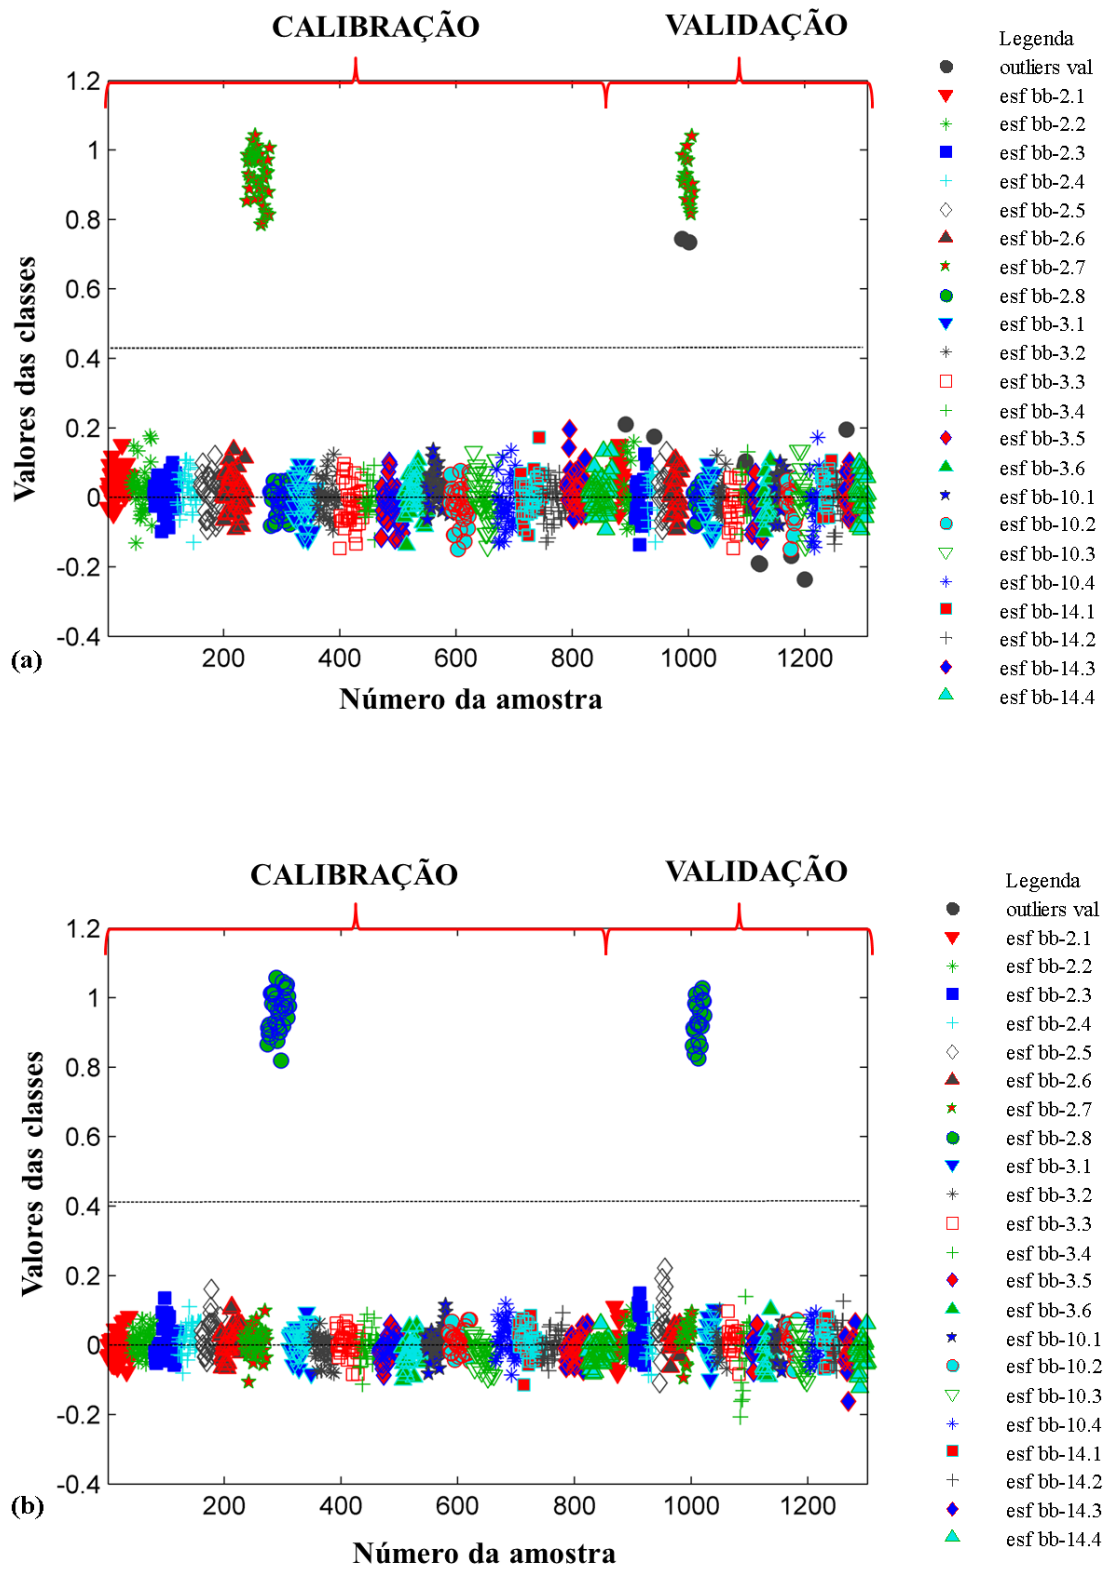 CALIBRAÇÃO VALIDAÇÃO
Legenda
outliers val
esf bb-2.1
esf bb-2.2
esf bb-2.3
esf bb-2.4
esf bb-2.5
esf bb-2.6
esf bb-2.7
esf bb-2.8
esf bb-3.1
esf bb-3.2
esf bb-3.3
esf bb-3.4
esf bb-3.5
esf bb-3.6
esf bb-10.1
esf bb-10.2
esf bb-10.3
esf bb-10.4
esf bb-14.1
esf bb-14.2
esf bb-14.3
esf bb-14.4
Valores das classes
1.2
1
0.8
0.6
0.4
0.2
0
-0.2
-0.4
200 400 600 800 1000 1200
(a)
Número da amostra
CALIBRAÇÃO VALIDAÇÃO
Legenda
outliers val
esf bb-2.1
esf bb-2.2
esf bb-2.3
esf bb-2.4
esf bb-2.5
esf bb-2.6
esf bb-2.7
esf bb-2.8
esf bb-3.1
esf bb-3.2
esf bb-3.3
esf bb-3.4
esf bb-3.5
esf bb-3.6
esf bb-10.1
esf bb-10.2
esf bb-10.3
esf bb-10.4
esf bb-14.1
esf bb-14.2
esf bb-14.3
esf bb-14.4
Valores das classes
1.2
1
0.8
0.6
0.4
0.2
0
-0.2
-0.4
200 400 600 800 1000 1200
(b)
Número da amostra